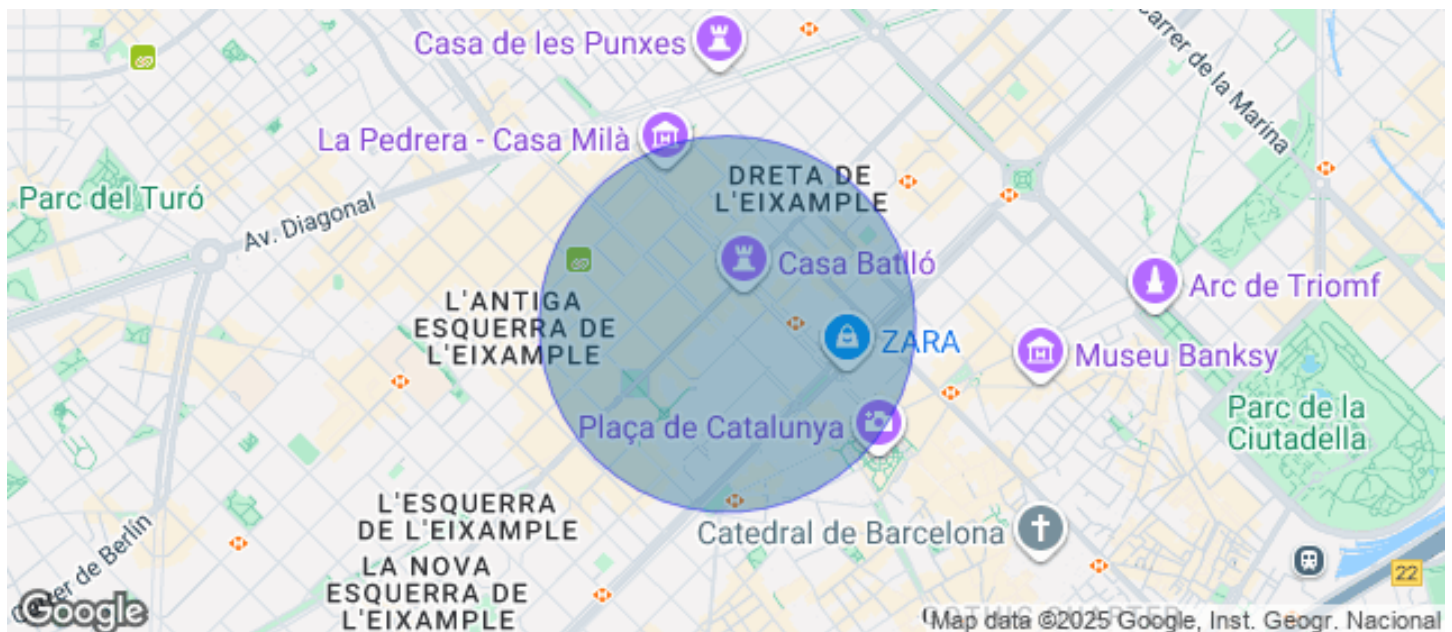 Casa de les Punxes
Carrer de la Marina
La Pedrera - Casa Milà
Parc del Turó
DRETA DE
L'EIXAMPLE
Av. Diagonal
Casa Batlló
Arc de Triomf
L'ANTIGA
ESQUERRA DE
L'EIXAMPLE
ZARA
Museu Banksy
Parc de la
Ciutadella
Plaça de Catalunya
L'ESQUERRA
DE L'EIXAMPLE
Catedral de Barcelona
Carrer de Berlín
LA NOVA
ESQUERRA DE
L'EIXAMPLE
22
Google
Map data ©2025 Google, Inst. Geogr. Nacional